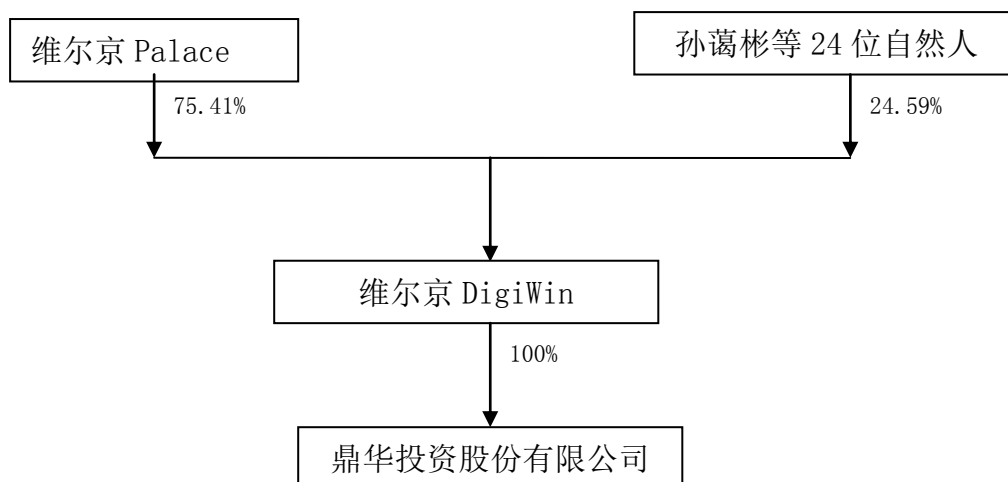 维尔京 Palace
孙蔼彬等 24 位自然人
75.41%
24.59%
维尔京 DigiWin
100%
鼎华投资股份有限公司